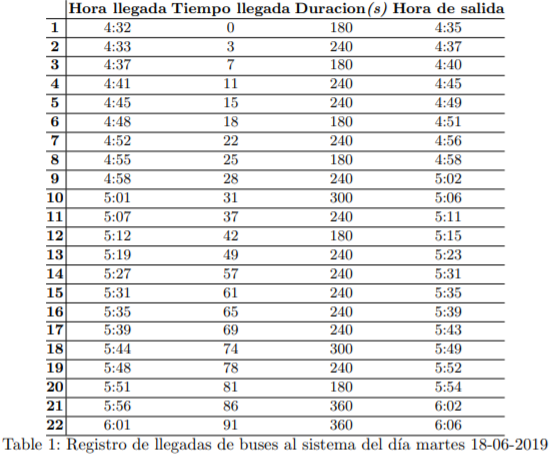 Hora llegada Tiempo llegada Duracion(s) Hora de salida
1 4:32 0 180 4:35
2 4:33 3 240 4:37
3 4:37 7 180 4:40
4 4:41 11 240 4:45
5 4:45 15 240 4:49
6 4:48 18 180 4:51
7 4:52 22 240 4:56
8 4:55 25 180 4:58
9 4:58 28 240 5:02
10 5:01 31 300 5:06
11 5:07 37 240 5:11
12 5:12 42 180 5:15
13 5:19 49 240 5:23
14 5:27 57 240 5:31
15 5:31 61 240 5:35
16 5:35 65 240 5:39
17 5:39 69 240 5:43
18 5:44 74 300 5:49
19 5:48 78 240 5:52
20 5:51 81 180 5:54
21 5:56 86 360 6:02
22 6:01 91 360 6:06
Table 1: Registro de llegadas de buses al sistema del día martes 18-06-2019